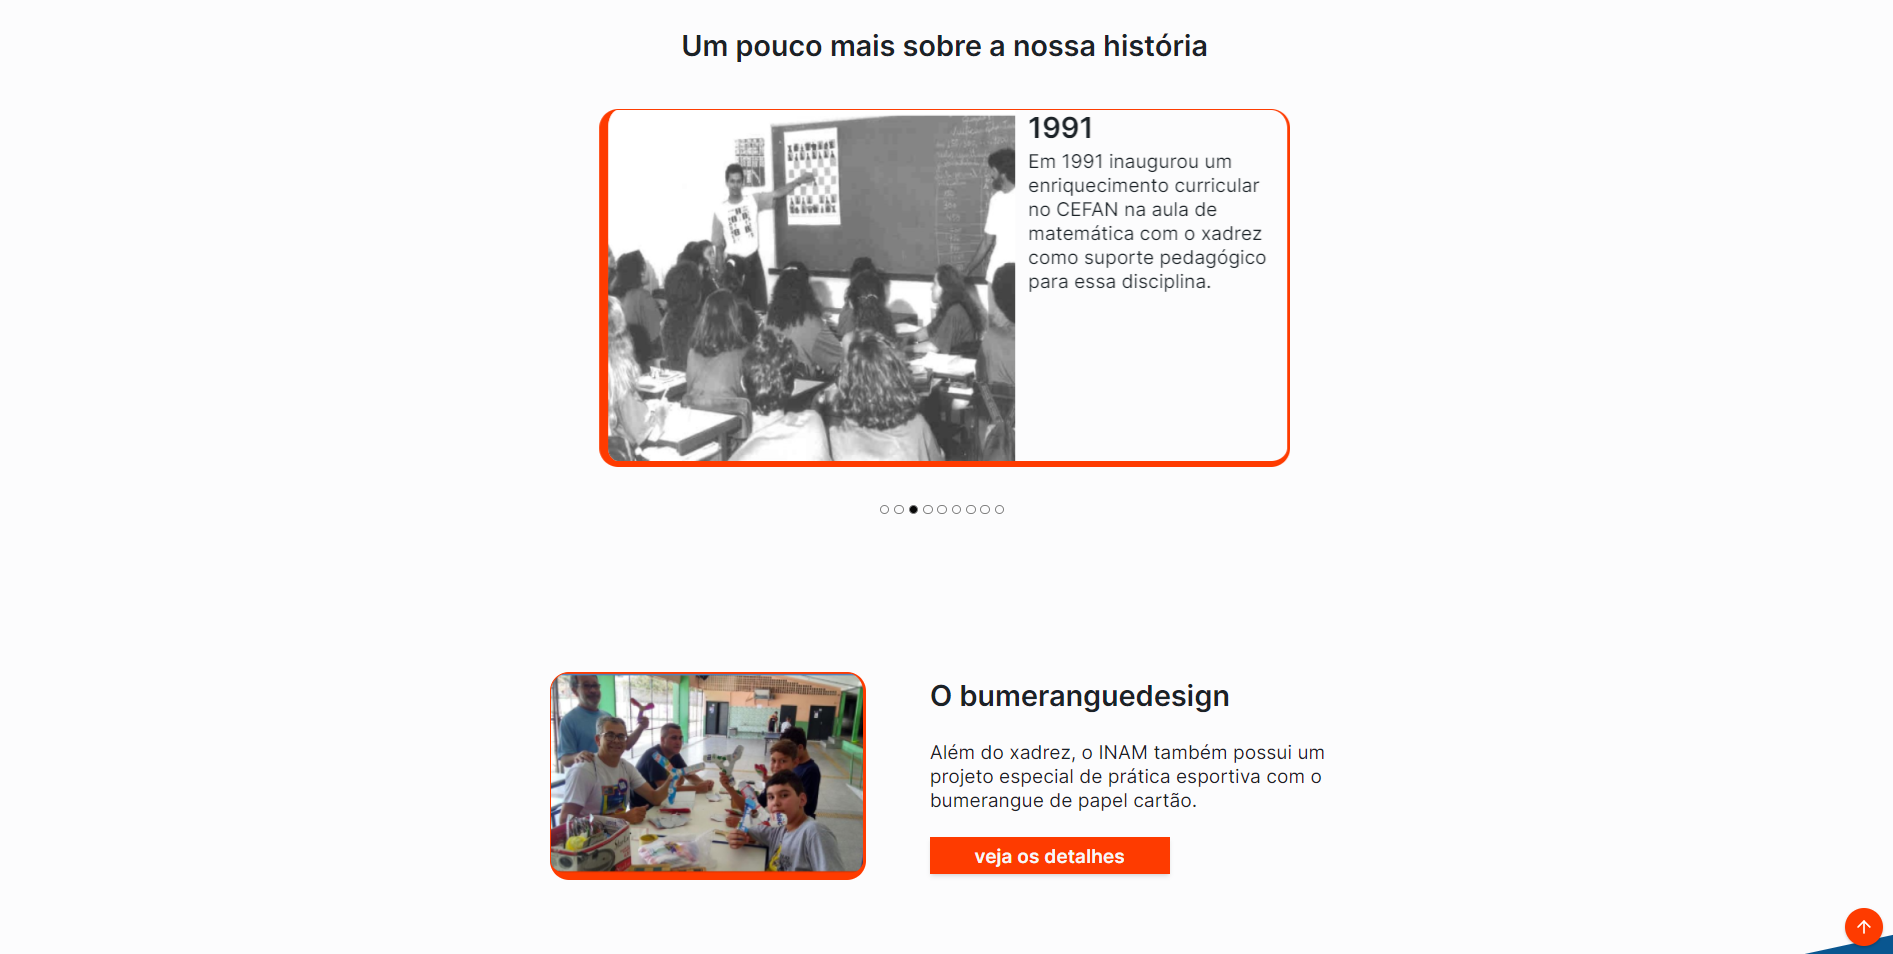 Um pouco mais sobre a nossa história
1991
Em 1991 inaugurou um
enriquecimento curricular
no CEFAN na aula de
matemática com o xadrez
como suporte pedagógico
para essa disciplina.
O bumeranguedesign
Além do xadrez, o INAM também possui um
projeto especial de prática esportiva com o
bumerangue de papel cartão.
veja os detalhes